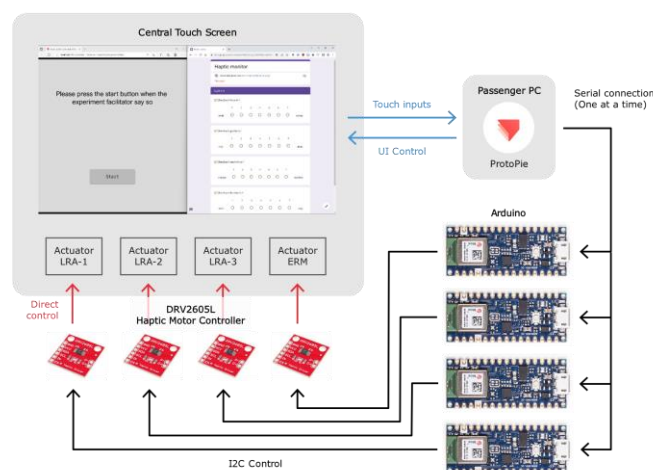 Central Touch Screen
Please press the start button when the
experiment facilitator say so
Start
Haptic monitor
Touch inputs
UI Control
Passenger PC
ProtoPie
Serial connection
(One at a time)
Arduino
Actuator
LRA-1
Actuator
LRA-2
Actuator
LRA-3
Actuator
ERM
Direct
control
DRV2605L
Haptic Motor Controller
I2C Control